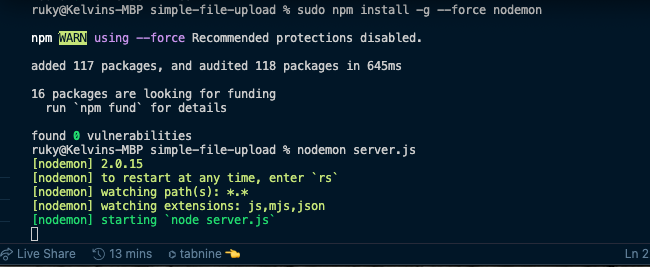 ruky@Kelvins-MBP simple-file-upload % sudo npm install -g --force nodemon
npm WARN using --force Recommended protections disabled.
added 117 packages, and audited 118 packages in 645ms
16 packages are looking for funding
  run `npm fund` for details
found 0 vulnerabilities
ruky@Kelvins-MBP simple-file-upload % nodemon server.js
[nodemon] 2.0.15
[nodemon] to restart at any time, enter `rs`
[nodemon] watching path(s): *.*
[nodemon] watching extensions: js,mjs,json
[nodemon] starting `node server.js`
Live Share 13 mins tabnine 👈 Ln 2